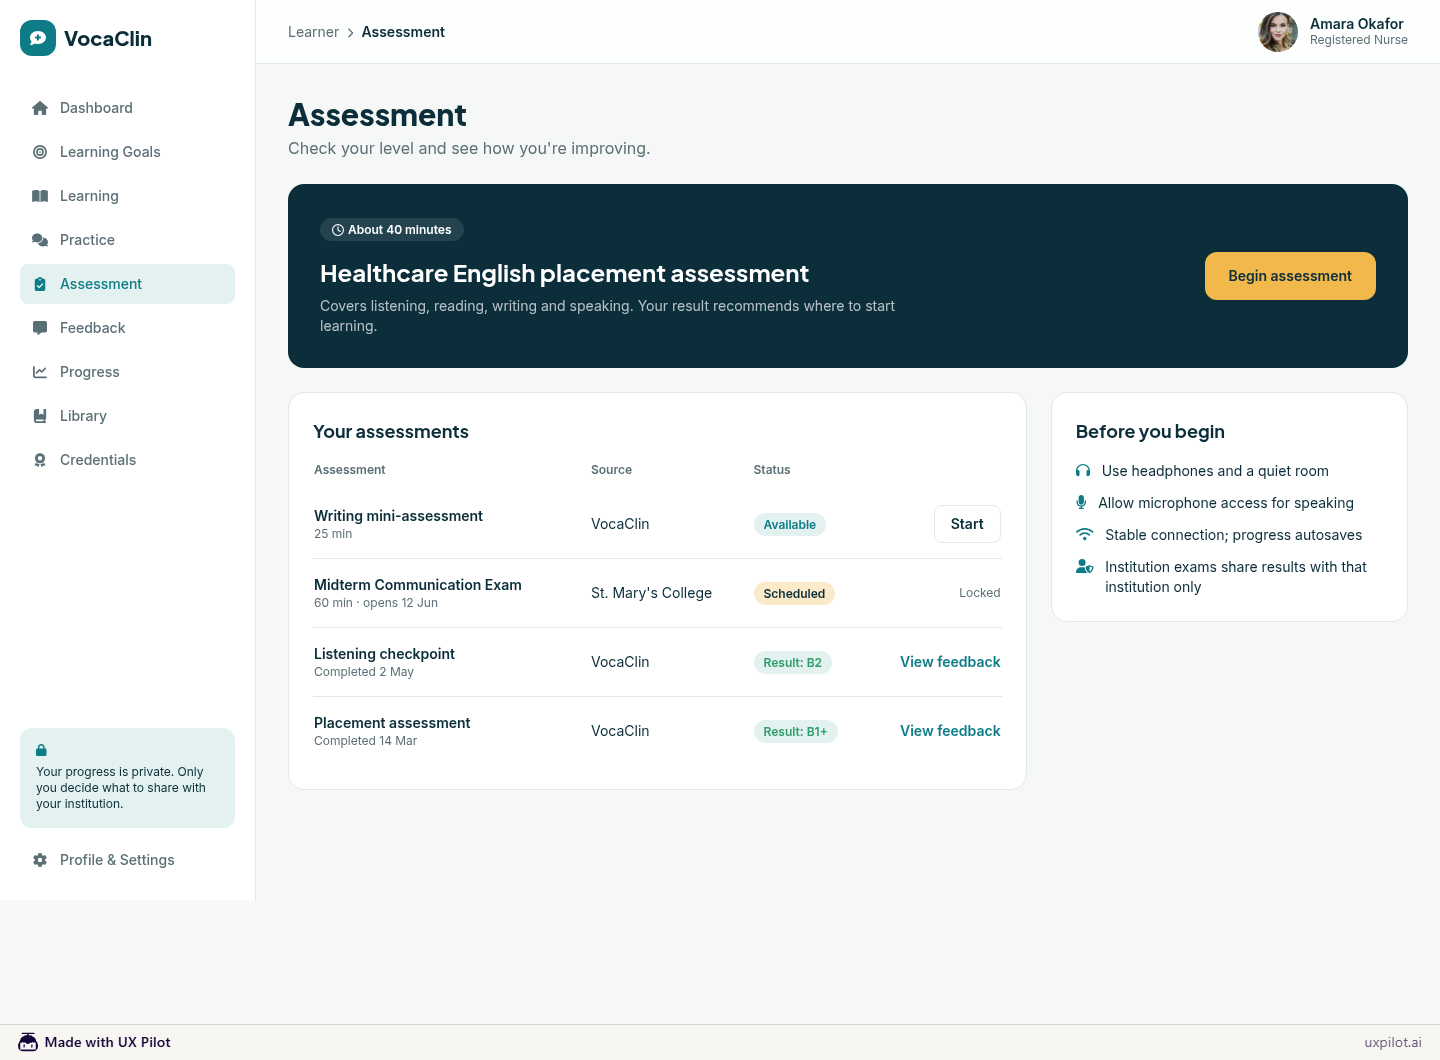 VocaClin
Dashboard
Learning Goals
Learning
Practice
Assessment
Feedback
Progress
Library
Credentials
Your progress is private. Only
you decide what to share with
your institution.
Profile & Settings
Learner > Assessment
Amara Okafor
Registered Nurse
Assessment
Check your level and see how you're improving.
About 40 minutes
Healthcare English placement assessment
Covers listening, reading, writing and speaking. Your result recommends where to start
learning.
Begin assessment
Your assessments
Assessment Source Status
Writing mini-assessment
25 min
VocaClin
Available
Start
Midterm Communication Exam
60 min · opens 12 Jun
St. Mary's College
Scheduled
Locked
Listening checkpoint
Completed 2 May
VocaClin
Result: B2
View feedback
Placement assessment
Completed 14 Mar
VocaClin
Result: B1+
View feedback
Before you begin
Use headphones and a quiet room
Allow microphone access for speaking
Stable connection; progress autosaves
Institution exams share results with that
institution only
Made with UX Pilot
uxpilot.ai